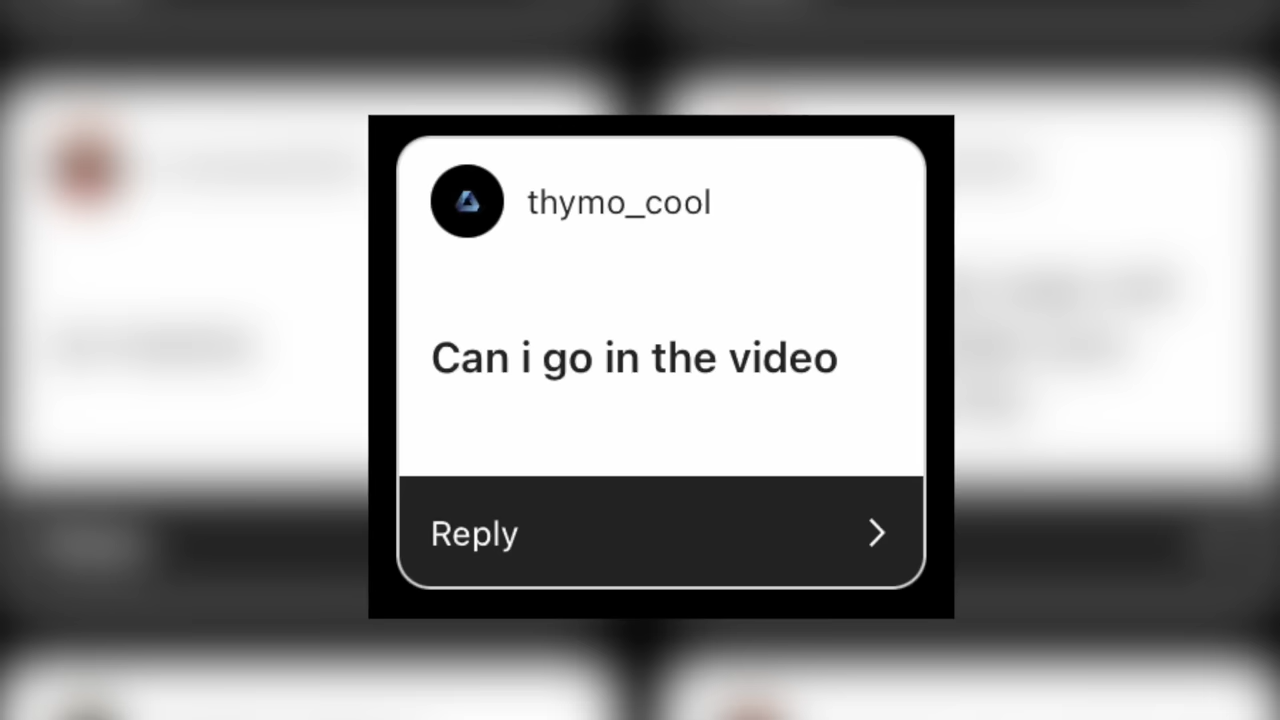 thymo_cool
Can i go in the video
Reply